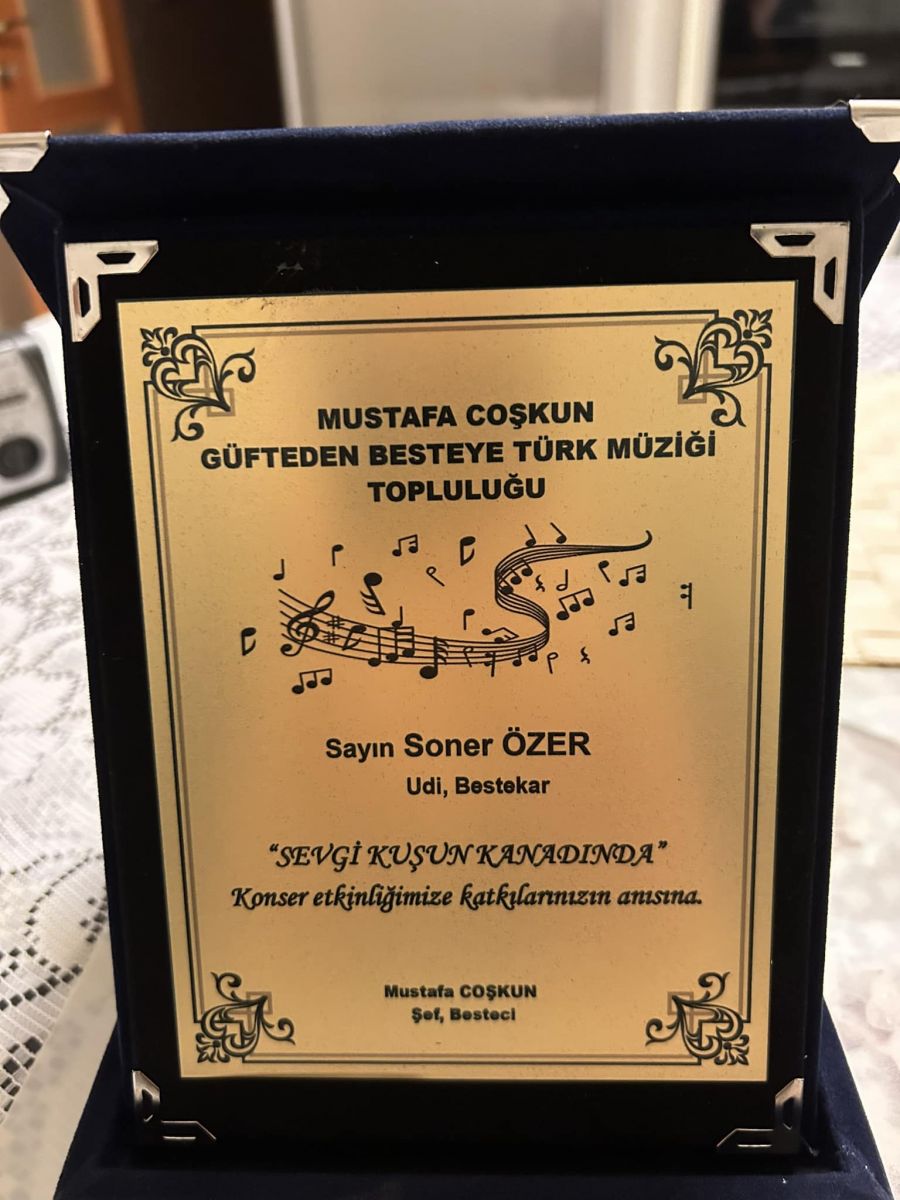 MUSTAFA COŞKUN
GÜFTEDEN BESTEYE TÜRK MÜZİĞİ
TOPLULUĞU
Sayın Soner ÖZER
Udi, Bestekar
“SEVGİ KUŞUN KANADINDA”
Konser etkinliğimize katkılarınızın anısına.
Mustafa COŞKUN
Şef, Besteci